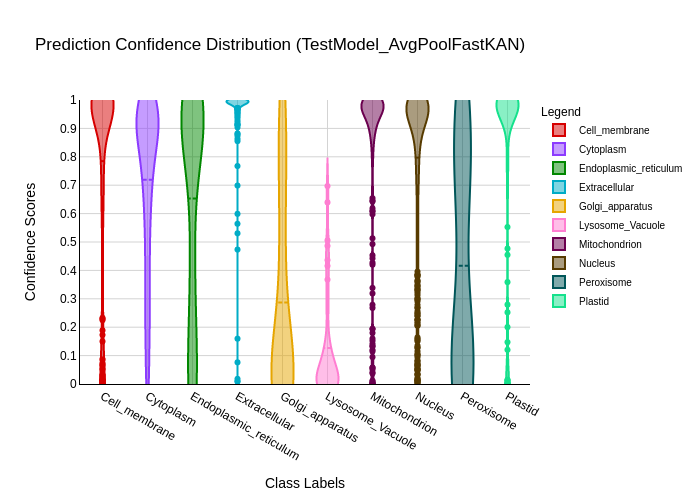 Prediction Confidence Distribution (TestModel_AvgPoolFastKAN)
Legend
Cell_membrane
Cytoplasm
Endoplasmic_reticulum
Extracellular
Golgi_apparatus
Lysosome_Vacuole
Mitochondrion
Nucleus
Peroxisome
Plastid
Confidence Scores
1
0.9
0.8
0.7
0.6
0.5
0.4
0.3
0.2
0.1
0
Cell_membrane
Cytoplasm
Endoplasmic_reticulum
Extracellular
Golgi_apparatus
Lysosome_Vacuole
Mitochondrion
Nucleus
Peroxisome
Plastid
Class Labels